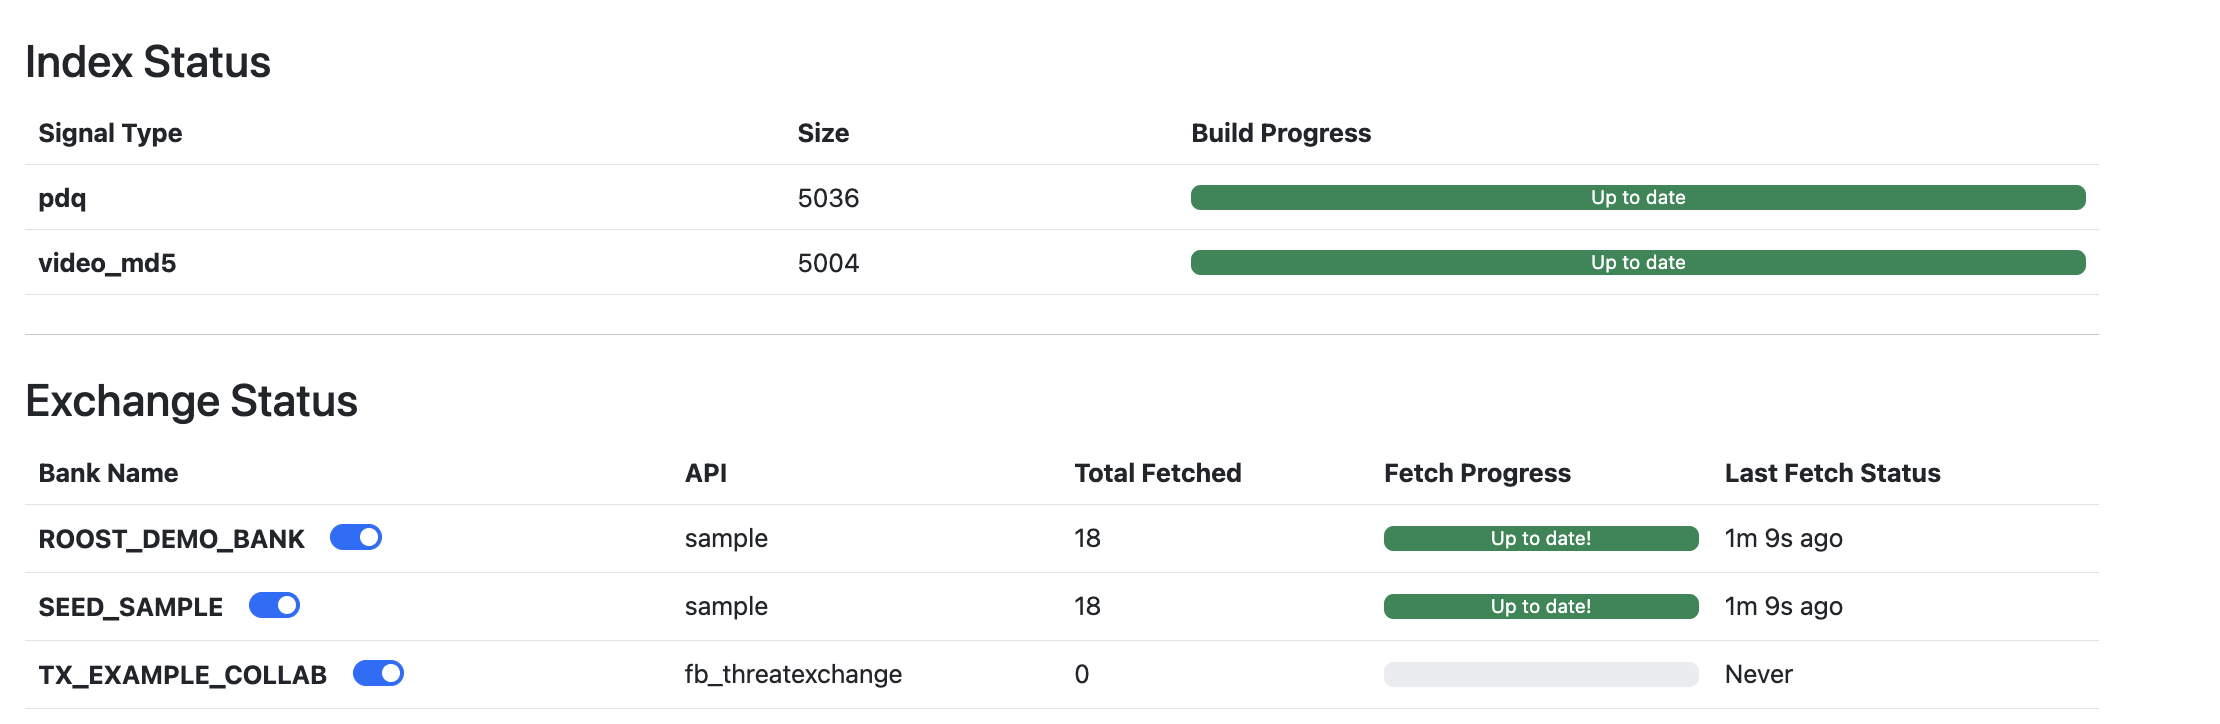 Index Status
Signal Type Size Build Progress
pdq 5036 Up to date
video_md5 5004 Up to date
Exchange Status
Bank Name API Total Fetched Fetch Progress Last Fetch Status
ROOST_DEMO_BANK sample 18 Up to date! 1m 9s ago
SEED_SAMPLE sample 18 Up to date! 1m 9s ago
TX_EXAMPLE_COLLAB fb_threatexchange 0 Never